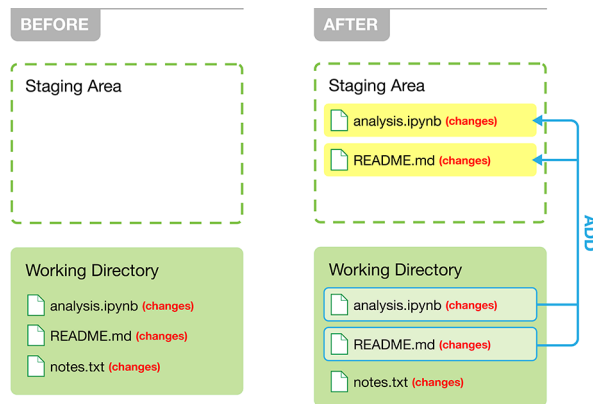 BEFORE
Staging Area
Working Directory
analysis.ipynb (changes)
README.md (changes)
notes.txt (changes)
AFTER
Staging Area
analysis.ipynb (changes)
README.md (changes)
ADD
Working Directory
analysis.ipynb (changes)
README.md (changes)
notes.txt (changes)